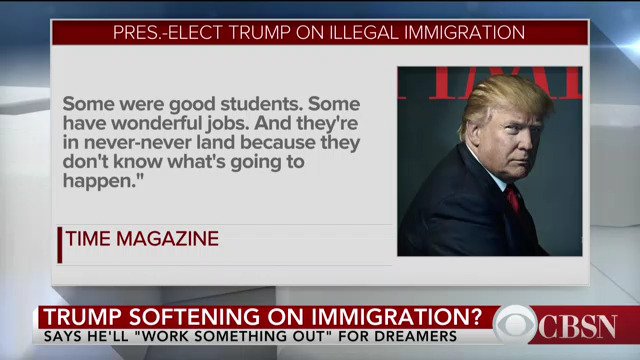 PRES.-ELECT TRUMP ON ILLEGAL IMMIGRATION
Some were good students. Some
have wonderful jobs. And they're
in never-never land because they
don't know what's going to
happen."
TIME MAGAZINE
TRUMP SOFTENING ON IMMIGRATION?
SAYS HE'LL "WORK SOMETHING OUT" FOR DREAMERS
CBSN